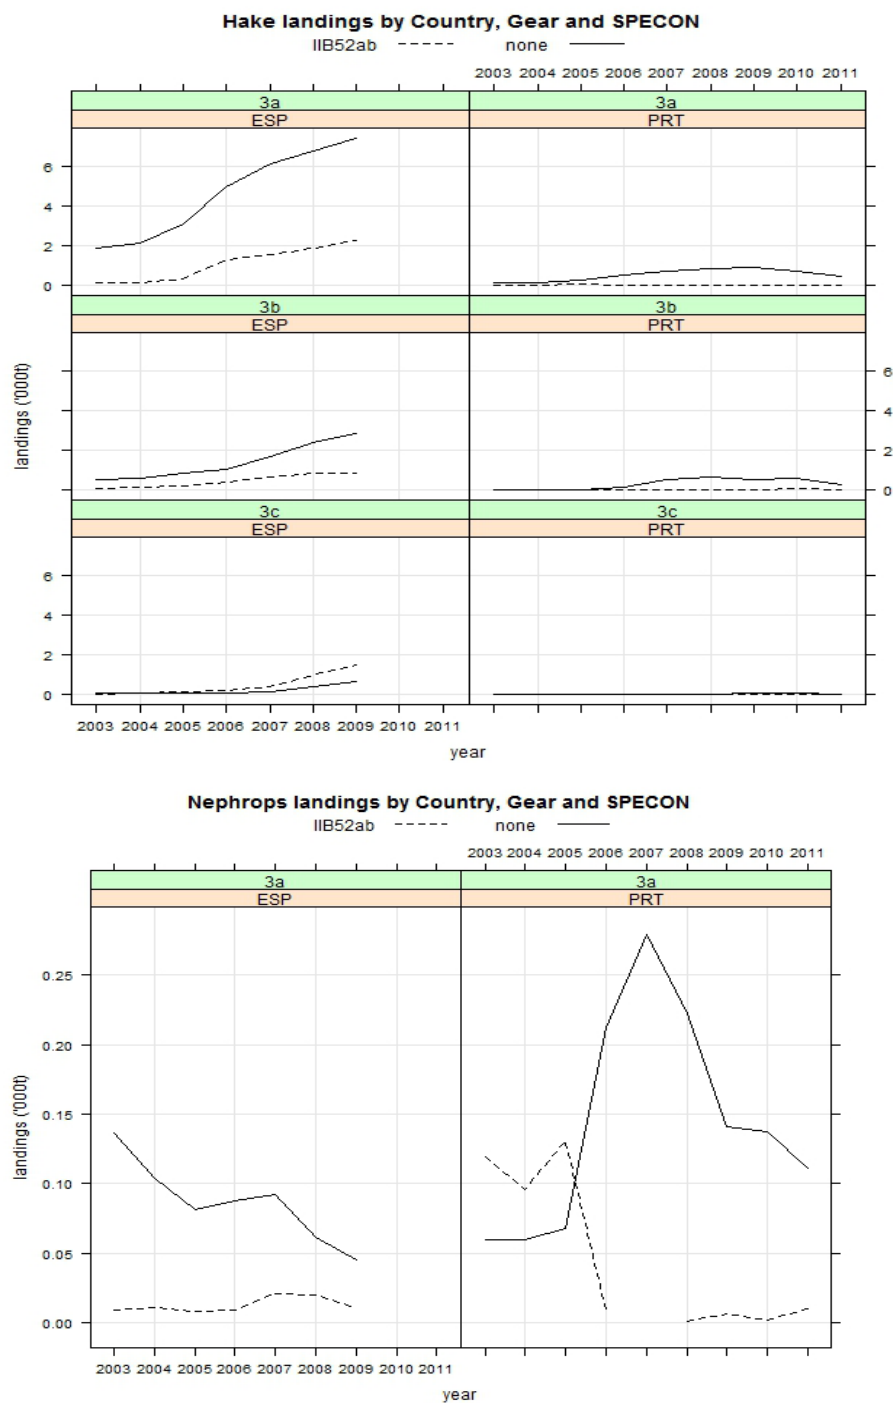 Hake landings by Country, Gear and SPECON
IIB52ab none
2003 2004 2005 2006 2007 2008 2009 2010 2011
3a 3a
ESP PRT
6
4
2
0
3b 3b
ESP PRT
6
4
2
0
3c 3c
ESP PRT
6
4
2
0
landings ('000t)
2003 2004 2005 2006 2007 2008 2009 2010 2011
year
Nephrops landings by Country, Gear and SPECON
IIB52ab none
2003 2004 2005 2006 2007 2008 2009 2010 2011
3a 3a
ESP PRT
0.25
0.20
0.15
0.10
0.05
0.00
landings ('000t)
2003 2004 2005 2006 2007 2008 2009 2010 2011
year